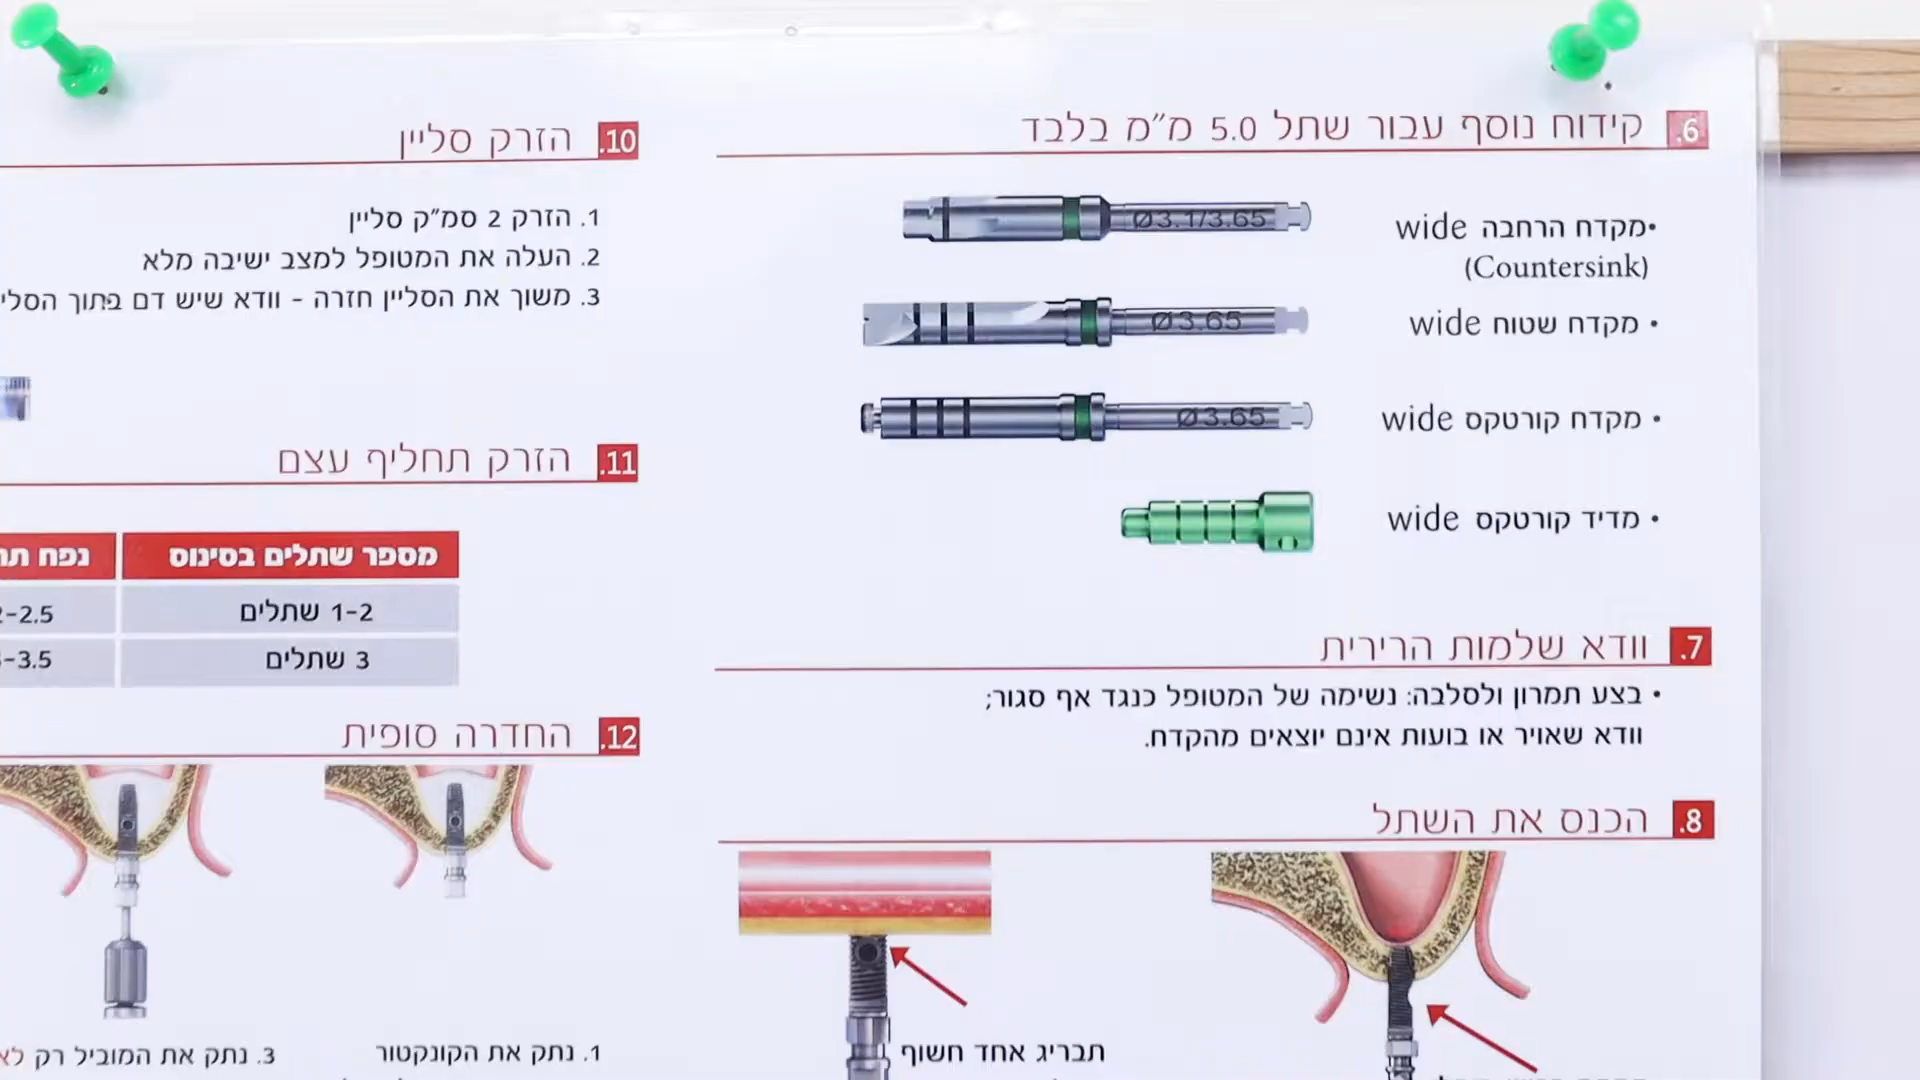 6. קידוח נוסף עבור שתל 5.0 מ״מ בלבד
•מקדח הרחבה wide
(Countersink)
Ø3.1/3.65
• מקדח שטוח wide
Ø3.65
• מקדח קורטקס wide
Ø3.65
• מדיד קורטקס wide
7. וודא שלמות הרירית
• בצע תמרון ולסלבה: נשימה של המטופל כנגד אף סגור;
וודא שאויר או בועות אינם יוצאים מהקדח.
8. הכנס את השתל
תבריג אחד חשוף
10. הזרק סליין
1. הזרק 2 סמ״ק סליין
2. העלה את המטופל למצב ישיבה מלא
3. משוך את הסליין חזרה - וודא שיש דם בתוך
11. הזרק תחליף עצם
מספר שתלים בסינוס נפח
1-2 שתלים
3 שתלים
12. החדרה סופית
1. נתק את הקונקטור
3. נתק את המוביל רק